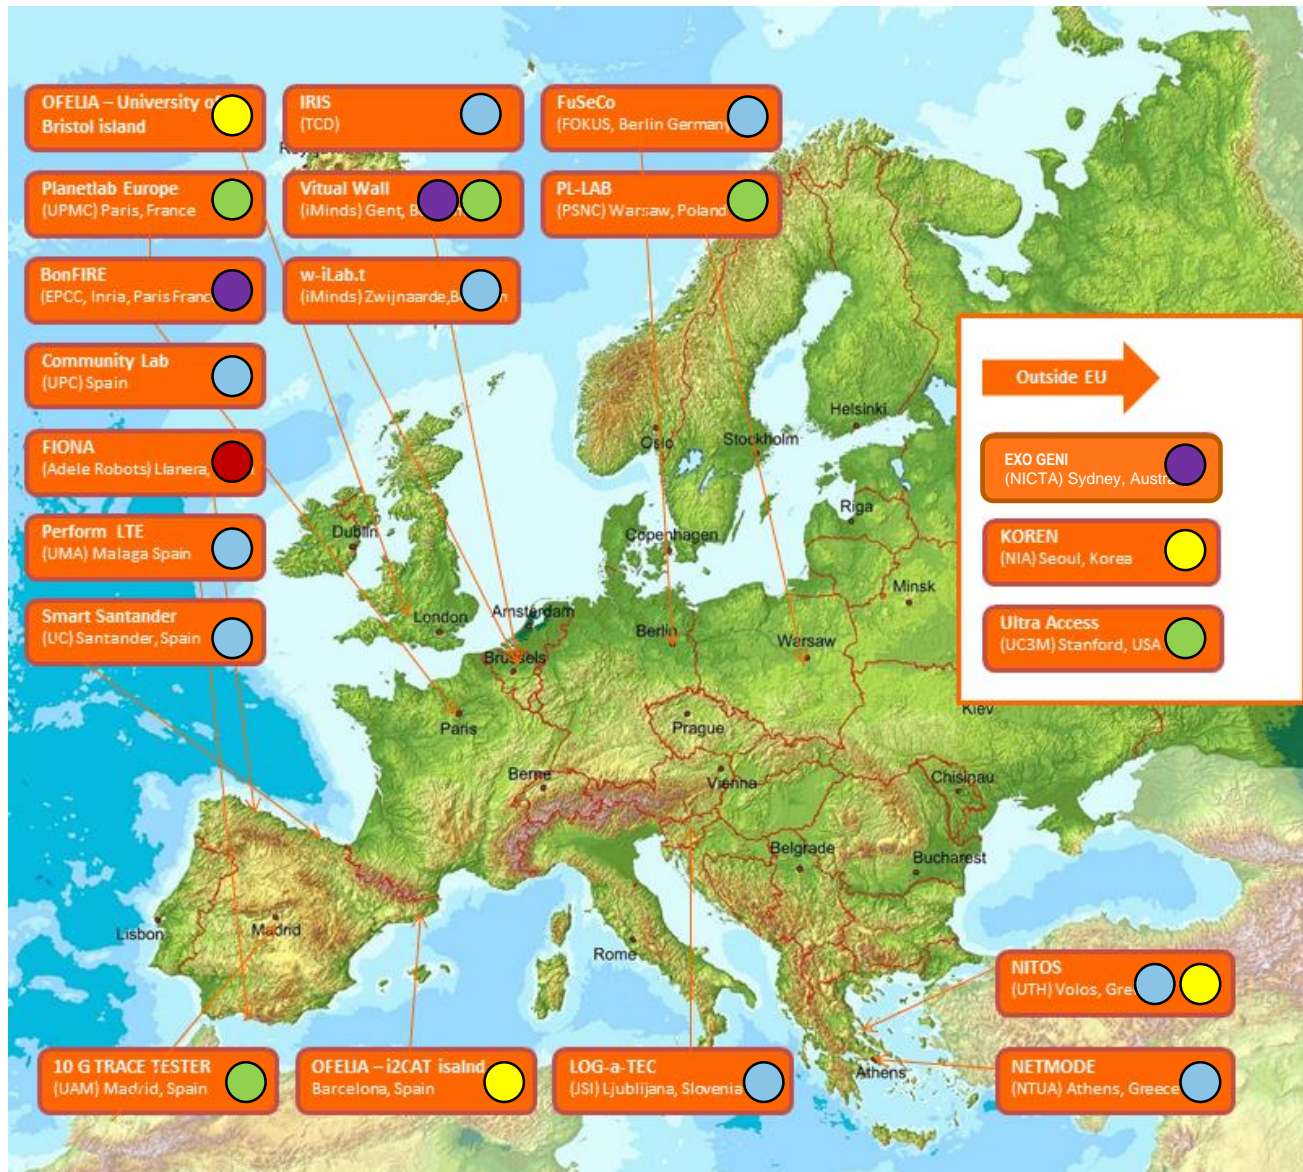 OFELIA – University of
Bristol island
IRIS
(TCD)
FuSeCo
(FOKUS, Berlin Germany
Planetlab Europe
(UPMC) Paris, France
Vitual Wall
(iMinds) Gent,
PL-LAB
(PSNC) Warsaw, Poland
BonFIRE
(EPCC, Inria, Paris Franc
w-iLab.t
(iMinds) Zwijnaarde,
Community Lab
(UPC) Spain
FIONA
(Adele Robots) Llanera,
Perform LTE
(UMA) Malaga Spain
Smart Santander
(UC) Santander, Spain
Outside EU
EXO GENI
(NICTA) Sydney, Austra
KOREN
(NIA) Seoul, Korea
Ultra Access
(UC3M) Stanford, USA
Helsinki
Oslo
Stockholm
Riga
Dublin
Copenhagen
Minsk
London
Amsterdam
Berlin
Warsaw
Brussels
Kiev
Paris
Prague
Berne
Vienna
Chisinau
Belgrade
Bucharest
Lisbon
Madrid
Rome
Athens
NITOS
(UTH) Volos, Gre
10 G TRACE TESTER
(UAM) Madrid, Spain
OFELIA – i2CAT isalnd
Barcelona, Spain
LOG-a-TEC
(JSI) Ljublijana, Slovenia
NETMODE
(NTUA) Athens, Greece